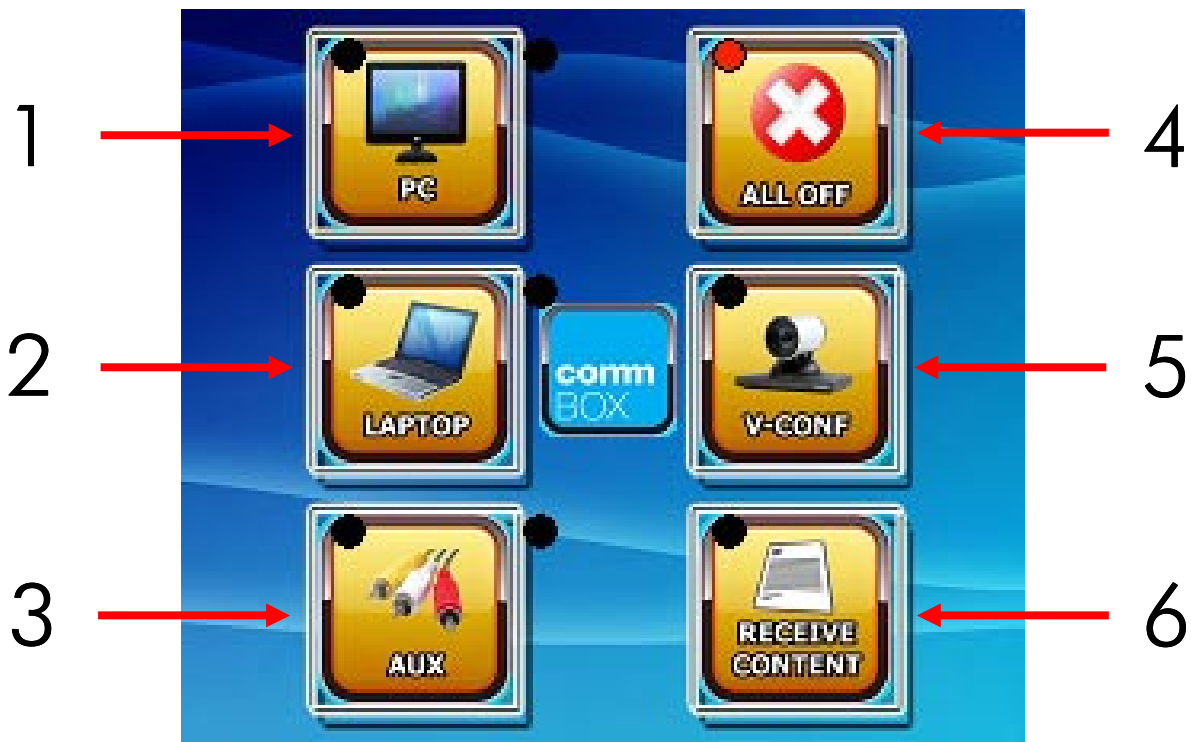 1
PC
4
ALL OFF
2
LAPTOP
comm
BOX
5
V-CONF
3
AUX
6
RECEIVE
CONTENT